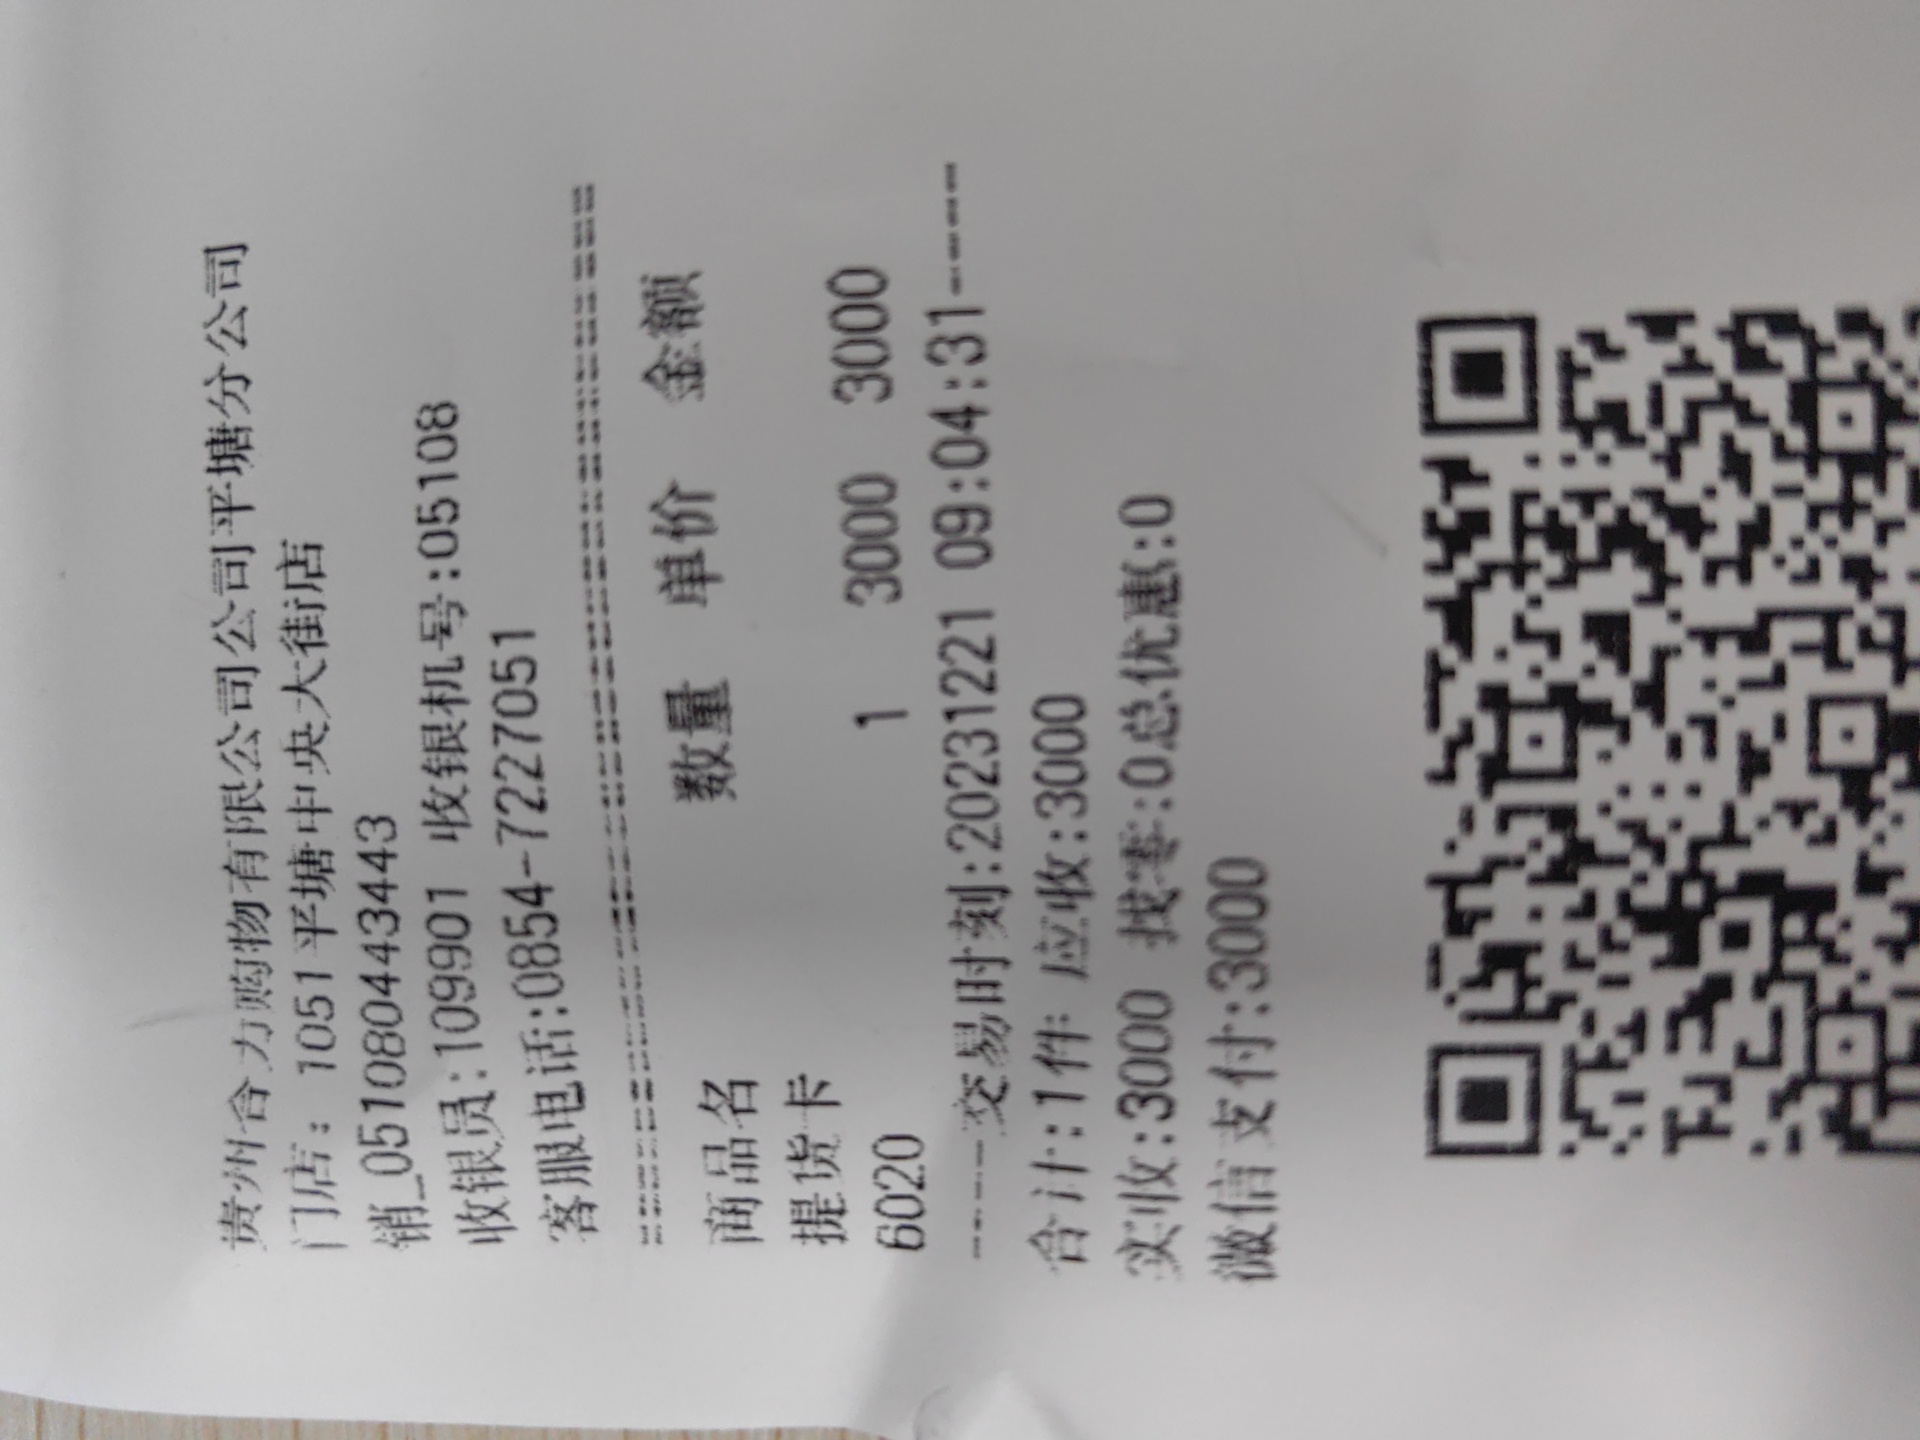 贵州合力购物有限公司公司平塘分公司
门店：1051平塘中央大街店
销_051080443443
收银员:109901 收银机号:05108
客服电话:0854-7227051
商品名 数量 单价 金额
提货卡
6020 1 3000 3000
-----交易时刻:20231221 09:04:31-----
合计:1件 应收:3000
实收:3000 找零:0总优惠:0
微信支付:3000